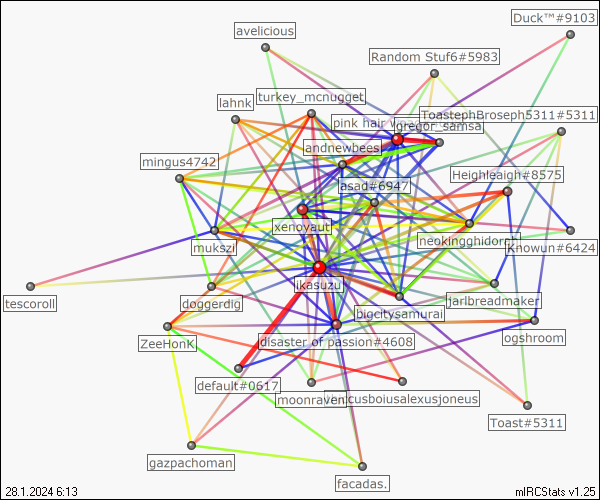 Duck™#9103
avelicious
Random Stuf6#5983
turkey_mcnugget
lahnk
ToastephBroseph5311#5311
pink hair
gregor_samsa
andrewbees
mingus4742
Heighleaigh#8575
asad#6947
xenovaut
mukszi
neokingghidorah
Knowun#6424
ikasuzu
tescoroll
doggerdig
jarlbreadmaker
bigcitysamurai
ZeeHonk
disaster of passion#4608
ogshroom
default#0617
moonraven
Toast#5311
gazpachoman
facadas.
28.1.2024 6:13
mIRCStats v1.25